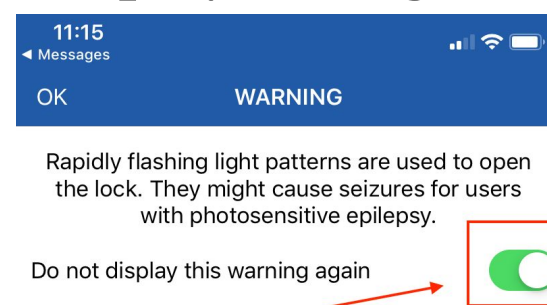 11:15
◀ Messages
OK WARNING
Rapidly flashing light patterns are used to open
the lock. They might cause seizures for users
with photosensitive epilepsy.
Do not display this warning again